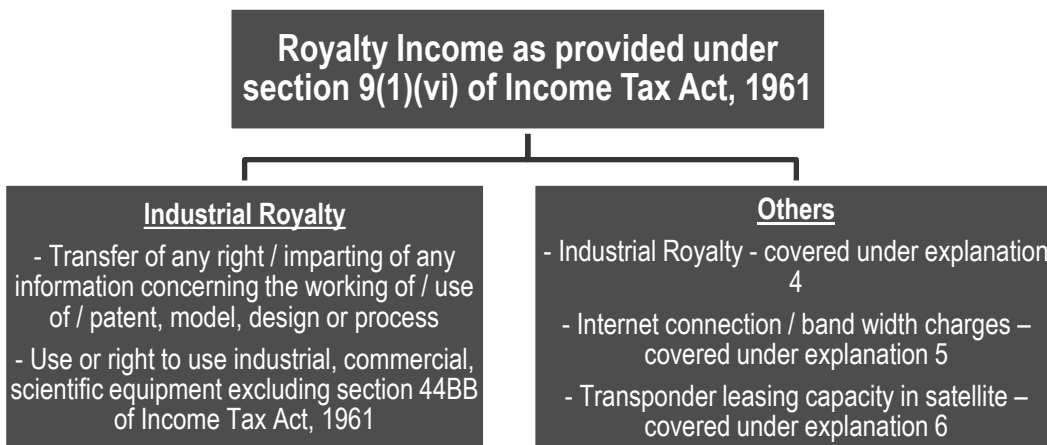 Royalty Income as provided under
section 9(1)(vi) of Income Tax Act, 1961
Industrial Royalty
- Transfer of any right / imparting of any
information concerning the working of / use
of / patent, model, design or process
- Use or right to use industrial, commercial,
scientific equipment excluding section 44BB
of Income Tax Act, 1961
Others
- Industrial Royalty - covered under explanation
4
- Internet connection / band width charges –
covered under explanation 5
- Transponder leasing capacity in satellite –
covered under explanation 6